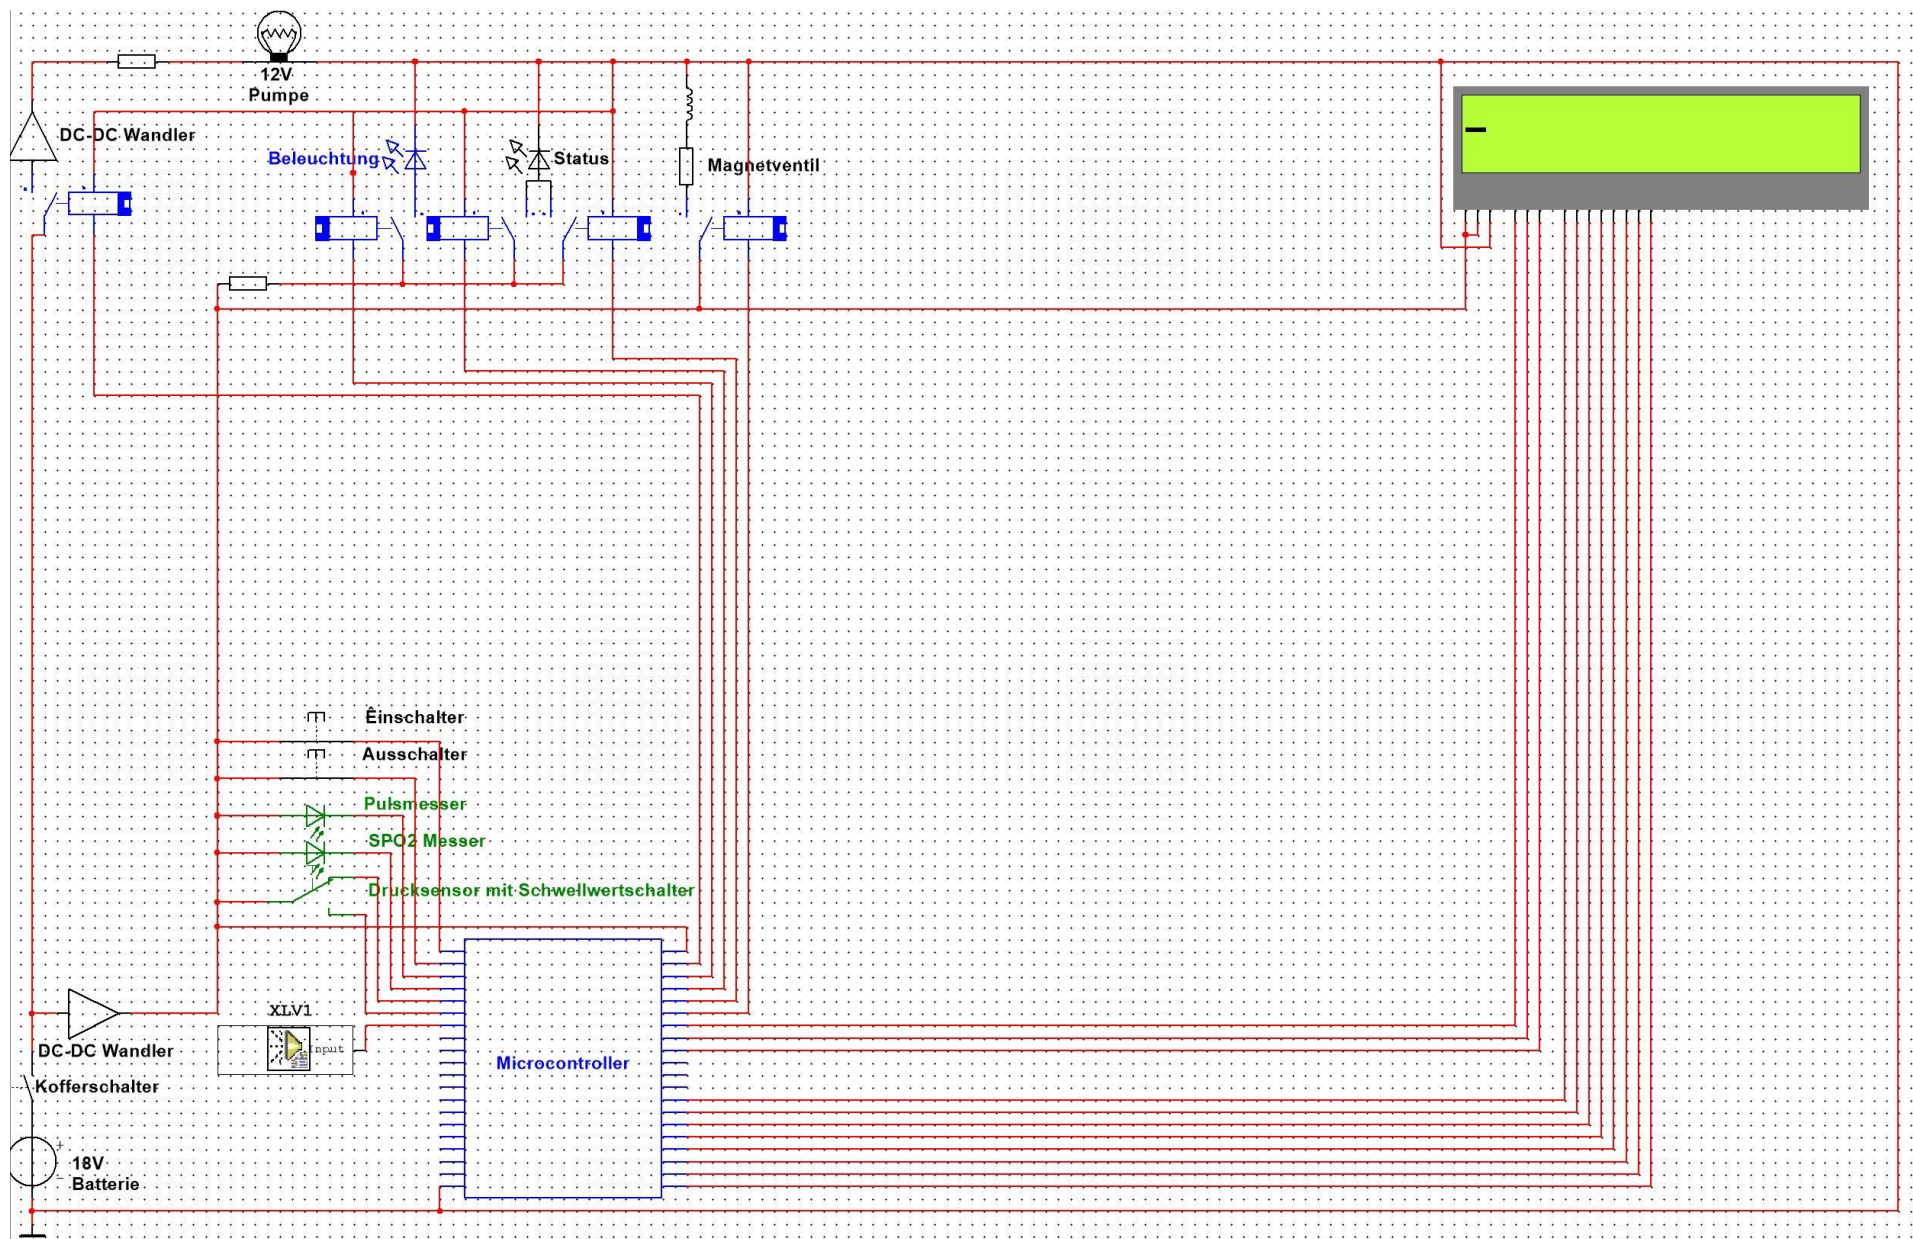 12V
Pumpe
DC-DC Wandler
Beleuchtung
Status
Magnetventil
Êinschalter
Ausschalter
Pulsmesser
SPO2 Messer
Drucksensor mit Schwellwertschalter
XLV1
Input
Microcontroller
DC-DC Wandler
Kofferschalter
+
18V
-
Batterie